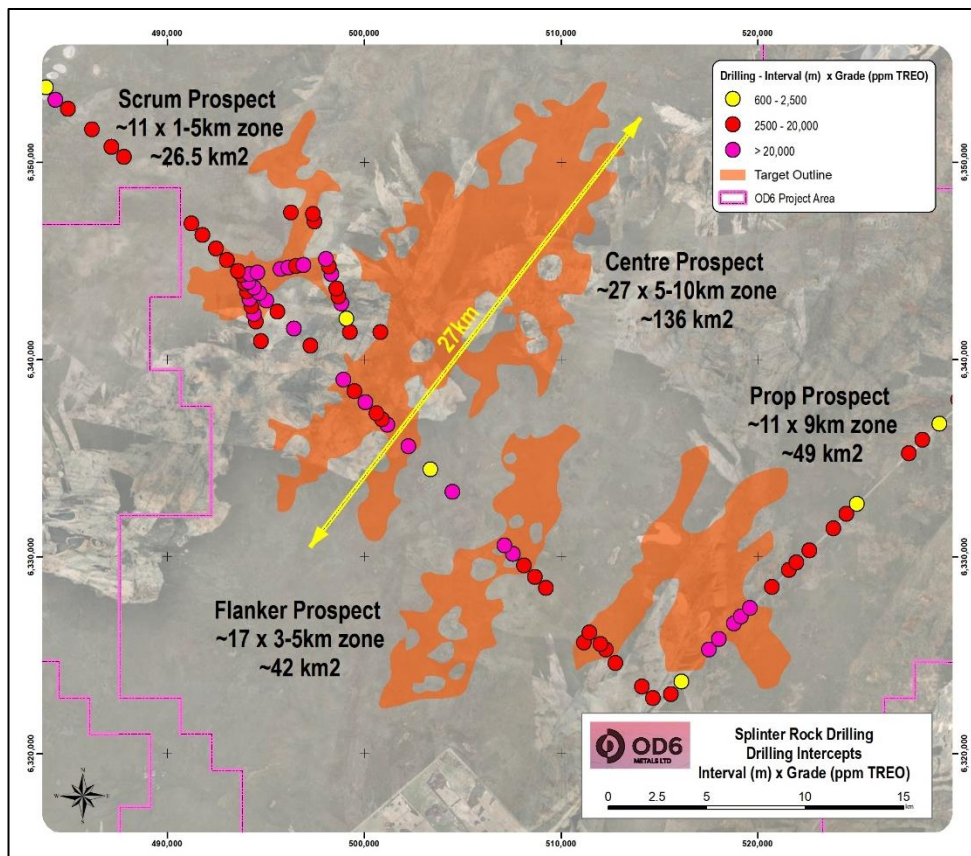 490,000
500,000
510,000
520,000
Drilling - Interval (m) x Grade (ppm TREO)
600 - 2,500
2500 - 20,000
> 20,000
Target Outline
OD6 Project Area
Scrum Prospect
~11 x 1-5km zone
~26.5 km2
6,350,000
6,350,000
Centre Prospect
~27 x 5-10km zone
~136 km2
27km
6,340,000
6,340,000
Prop Prospect
~11 x 9km zone
~49 km2
6,330,000
6,330,000
Flanker Prospect
~17 x 3-5km zone
~42 km2
6,320,000
6,320,000
OD6
METALS LTD
Splinter Rock Drilling
Drilling Intercepts
Interval (m) x Grade (ppm TREO)
0 2.5 5 10 15
km
N
W E
S
490,000
500,000
510,000
520,000